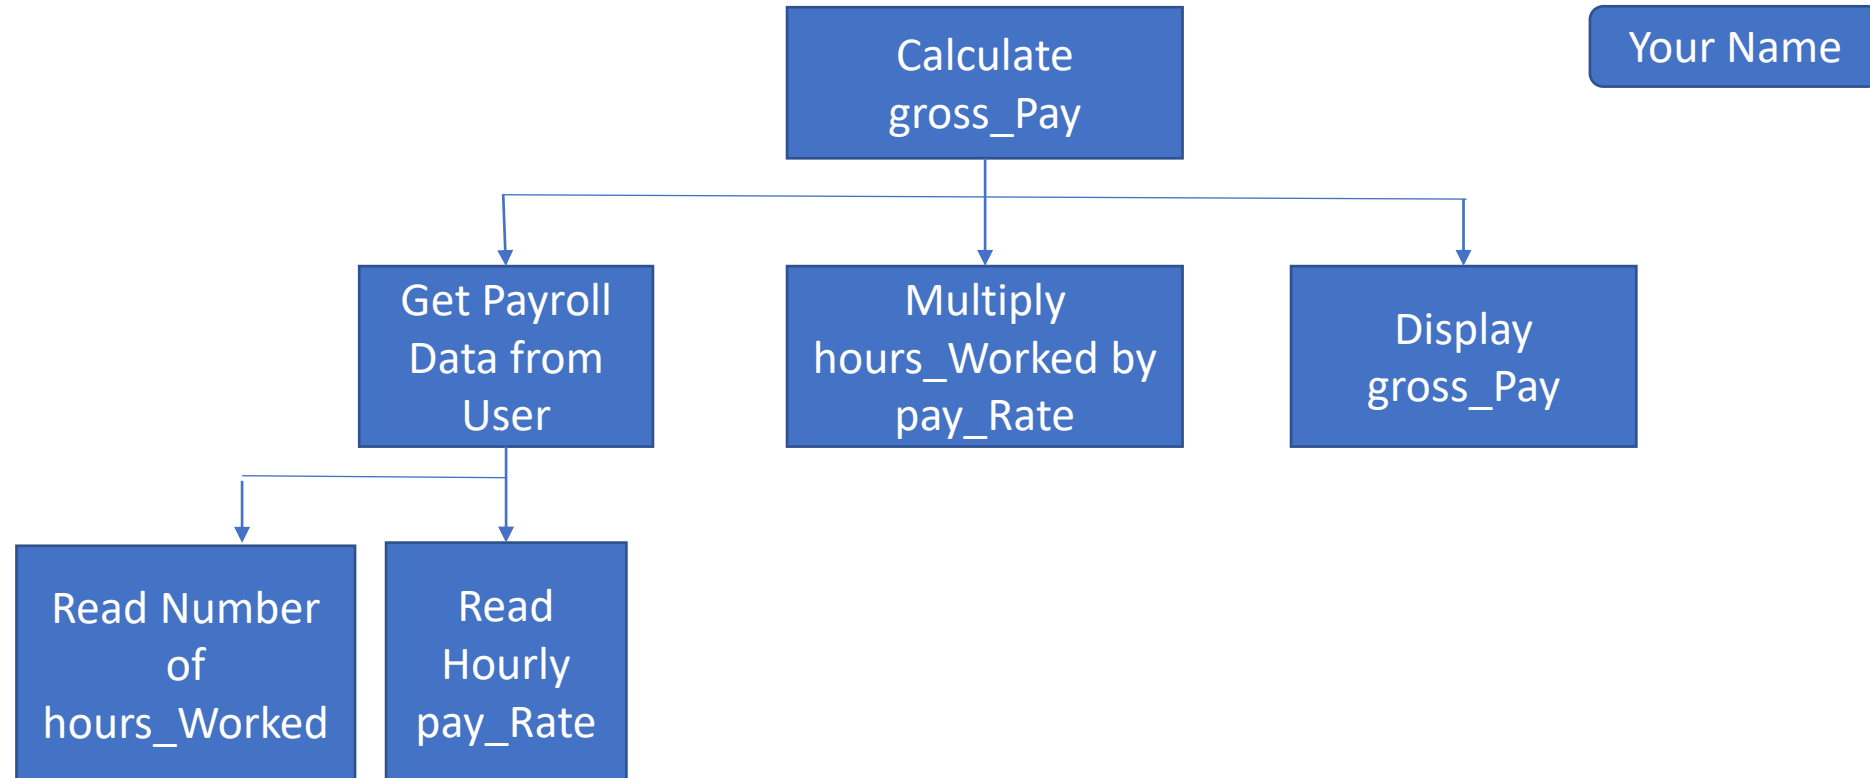 Calculate
gross_Pay
Your Name
Get Payroll
Data from
User
Multiply
hours_Worked by
pay_Rate
Display
gross_Pay
Read Number
of
hours_Worked
Read
Hourly
pay_Rate